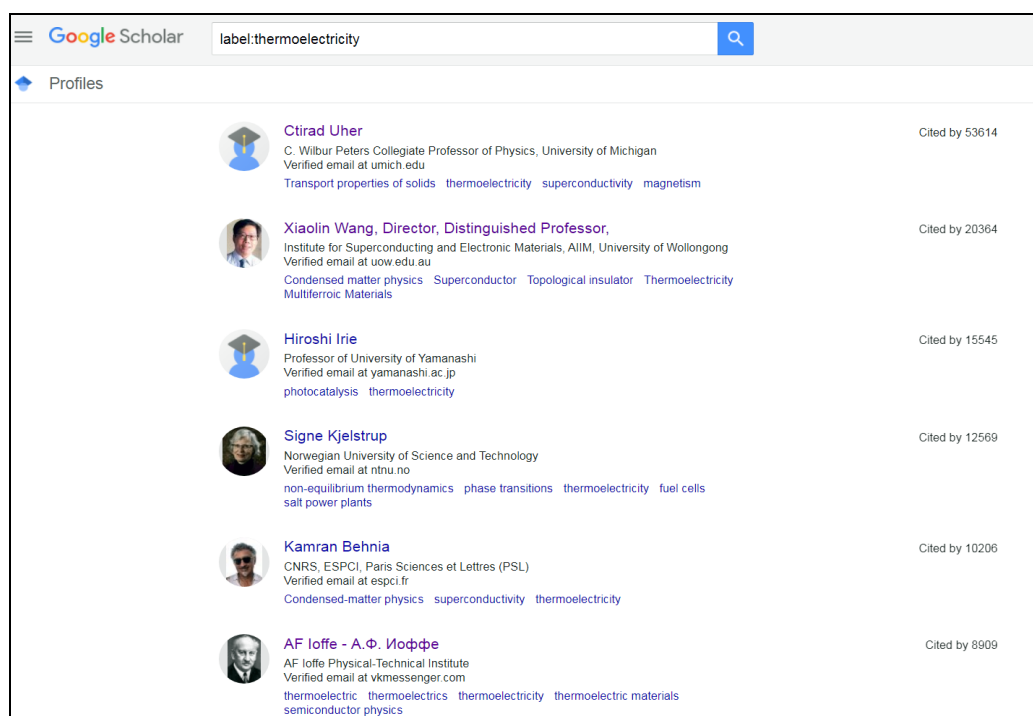 Google Scholar
label:thermoelectricity
Profiles
Ctirad Uher
Cited by 53614
C. Wilbur Peters Collegiate Professor of Physics, University of Michigan
Verified email at umich.edu
Transport properties of solids thermoelectricity superconductivity magnetism
Xiaolin Wang, Director, Distinguished Professor,
Cited by 20364
Institute for Superconducting and Electronic Materials, AIIM, University of Wollongong
Verified email at uow.edu.au
Condensed matter physics Superconductor Topological insulator Thermoelectricity
Multiferroic Materials
Hiroshi Irie
Cited by 15545
Professor of University of Yamanashi
Verified email at yamanashi.ac.jp
photocatalysis thermoelectricity
Signe Kjelstrup
Cited by 12569
Norwegian University of Science and Technology
Verified email at ntnu.no
non-equilibrium thermodynamics phase transitions thermoelectricity fuel cells
salt power plants
Kamran Behnia
Cited by 10206
CNRS, ESPCI, Paris Sciences et Lettres (PSL)
Verified email at espci.fr
Condensed-matter physics superconductivity thermoelectricity
AF Ioffe - А.Ф. Иоффе
Cited by 8909
AF Ioffe Physical-Technical Institute
Verified email at vkmessenger.com
thermoelectric thermoelectrics thermoelectricity thermoelectric materials
semiconductor physics